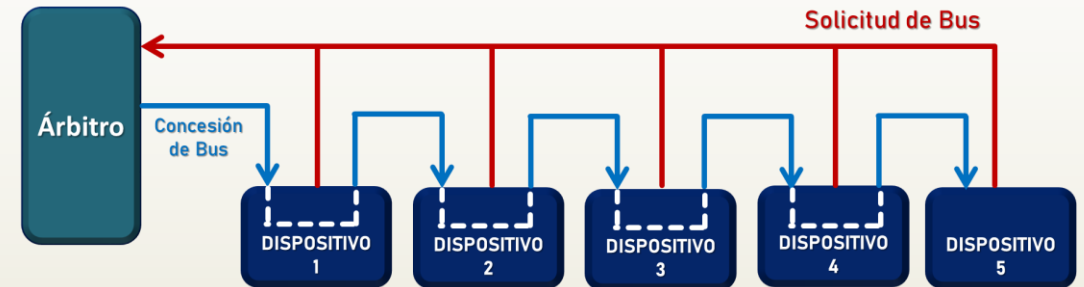 Solicitud de Bus
Árbitro
Concesión
de Bus
DISPOSITIVO
1
DISPOSITIVO
2
DISPOSITIVO
3
DISPOSITIVO
4
DISPOSITIVO
5